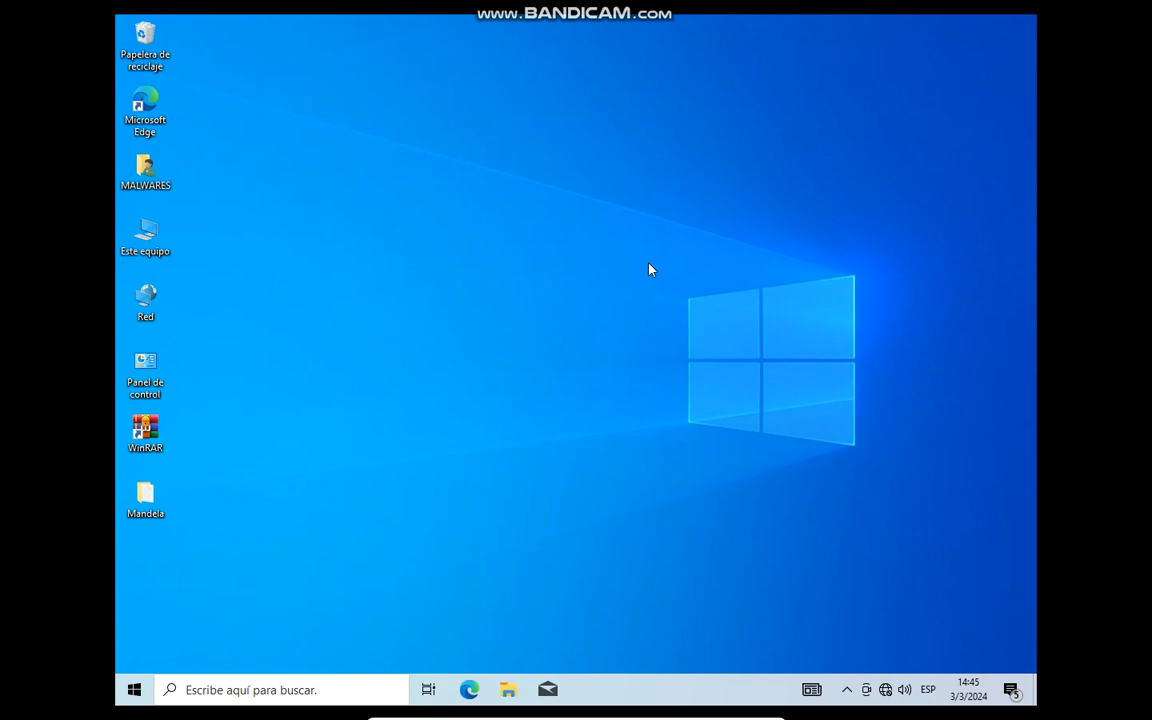 WWW.BANDICAM.COM
Papelera de
reciclaje
Microsoft
Edge
MALWARES
Este equipo
Red
Panel de
control
WinRAR
Mandela
Escribe aquí para buscar.
ESP
14:45
3/3/2024
5